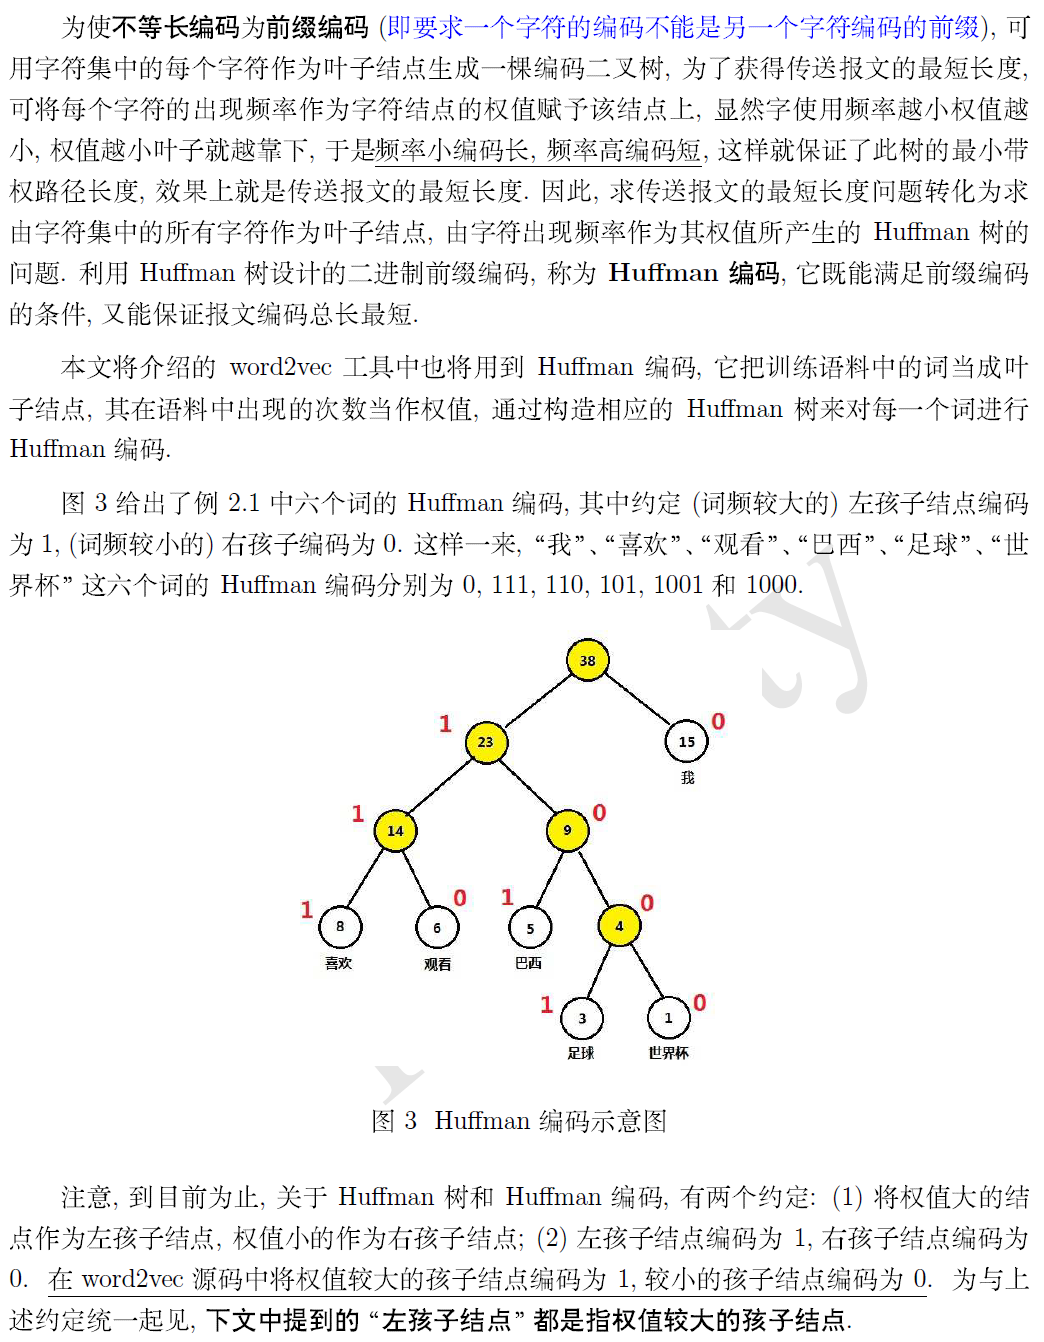 为使不等长编码为前缀编码 (即要求一个字符的编码不能是另一个字符编码的前缀), 可
用字符集中的每个字符作为叶子结点生成一棵编码二叉树, 为了获得传送报文的最短长度,
可将每个字符的出现频率作为字符结点的权值赋予该结点上, 显然字使用频率越小权值越
小, 权值越小叶子就越靠下, 于是频率小编码长, 频率高编码短, 这样就保证了此树的最小带
权路径长度, 效果上就是传送报文的最短长度. 因此, 求传送报文的最短长度问题转化为求
由字符集中的所有字符作为叶子结点, 由字符出现频率作为其权值所产生的 Huffman 树的
问题. 利用 Huffman 树设计的二进制前缀编码, 称为 Huffman 编码, 它既能满足前缀编码
的条件, 又能保证报文编码总长最短.
本文将介绍的 word2vec 工具中也将用到 Huffman 编码, 它把训练语料中的词当成叶
子结点, 其在语料中出现的次数当作权值, 通过构造相应的 Huffman 树来对每一个词进行
Huffman 编码.
图 3 给出了例 2.1 中六个词的 Huffman 编码, 其中约定 (词频较大的) 左孩子结点编码
为 1, (词频较小的) 右孩子编码为 0. 这样一来, “我”、“喜欢”、“观看”、“巴西”、“足球”、“世
界杯” 这六个词的 Huffman 编码分别为 0, 111, 110, 101, 1001 和 1000.
38
1 23 15 0
我
1 14 9 0
1 8 6 0 1 5 4 0
喜欢 观看 巴西
1 3 1 0
足球 世界杯
图 3 Huffman 编码示意图
注意, 到目前为止, 关于 Huffman 树和 Huffman 编码, 有两个约定: (1) 将权值大的结
点作为左孩子结点, 权值小的作为右孩子结点; (2) 左孩子结点编码为 1, 右孩子结点编码为
0. 在 word2vec 源码中将权值较大的孩子结点编码为 1, 较小的孩子结点编码为 0. 为与上
述约定统一起见, 下文中提到的 “左孩子结点” 都是指权值较大的孩子结点.